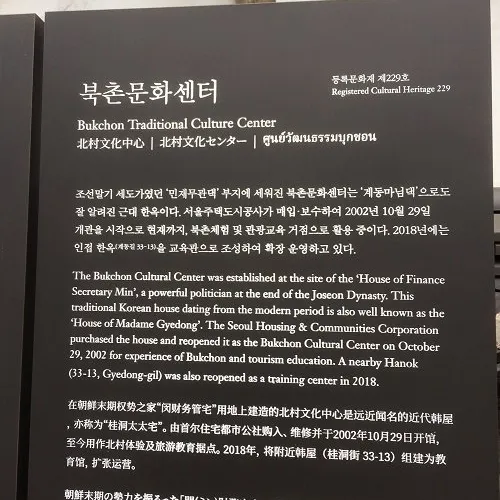 북촌문화센터
등록문화재 제229호
Registered Cultural Heritage 229
Bukchon Traditional Culture Center
北村文化中心 | 北村文化センター | ศูนย์วัฒนธรรมบุกชอน
조선말기 세도가였던 ‘민재무관댁’ 부지에 세워진 북촌문화센터는 ‘계동마님댁’으로도
잘 알려진 근대 한옥이다. 서울주택도시공사가 매입·보수하여 2002년 10월 29일
개관을 시작으로 현재까지, 북촌체험 및 관광교육 거점으로 활용 중이다. 2018년에는
인접 한옥(계동길 33-13)을 교육관으로 조성하여 확장 운영하고 있다.
The Bukchon Cultural Center was established at the site of the ‘House of Finance
Secretary Min’, a powerful politician at the end of the Joseon Dynasty. This
traditional Korean house dating from the modern period is also well known as the
‘House of Madame Gyedong’. The Seoul Housing & Communities Corporation
purchased the house and reopened it as the Bukchon Cultural Center on October
29, 2002 for experience of Bukchon and tourism education. A nearby Hanok
(33-13, Gyedong-gil) was also reopened as a training center in 2018.
在朝鲜末期权势之家“闵财务管宅”用地上建造的北村文化中心是远近闻名的近代韩屋
, 亦称为“桂洞太太宅”。由首尔住宅都市公社购入、维修并于2002年10月29日开馆,
至今用作北村体验及旅游教育据点。2018年, 将附近韩屋（桂洞街 33-13）组建为教
育馆, 扩张运营。
朝鮮末期の勢力を振るった「閔